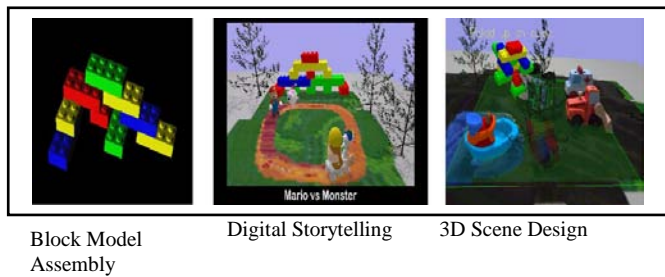 Mario vs Monster
Block Model
Assembly
Digital Storytelling
3D Scene Design